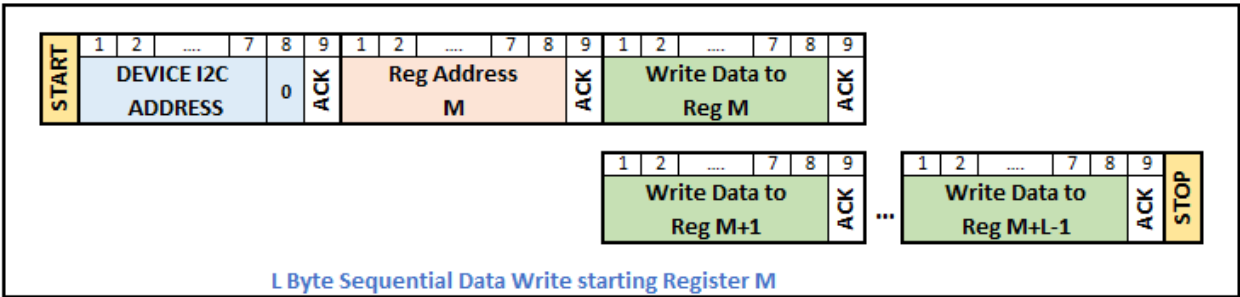 START
1 2 .... 7 8 9 1 2 .... 7 8 9 1 2 .... 7 8 9
DEVICE I2C
ADDRESS
0
ACK
Reg Address
M
ACK
Write Data to
Reg M
ACK
1 2 .... 7 8 9
Write Data to
Reg M+1
ACK
...
1 2 .... 7 8 9
Write Data to
Reg M+L-1
ACK
STOP
L Byte Sequential Data Write starting Register M